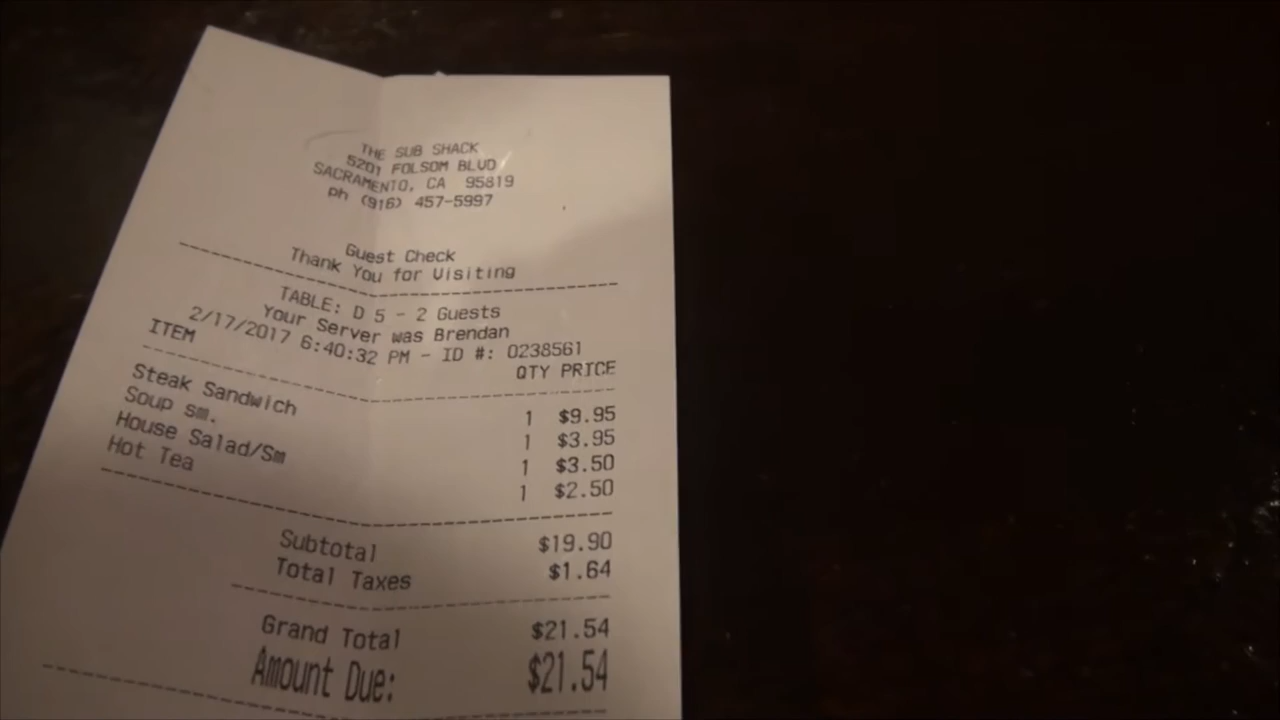 THE SUB SHACK
5201 FOLSOM BLVD
SACRAMENTO, CA 95819
ph (916) 457-5997
Guest Check
Thank You for Visiting
TABLE: D 5 - 2 Guests
Your Server was Brendan
2/17/2017 6:40:32 PM - ID #: 0238561
ITEM QTY PRICE
Steak Sandwich 1 $9.95
Soup sm. 1 $3.95
House Salad/Sm 1 $3.50
Hot Tea 1 $2.50
Subtotal $19.90
Total Taxes $1.64
Grand Total $21.54
Amount Due: $21.54